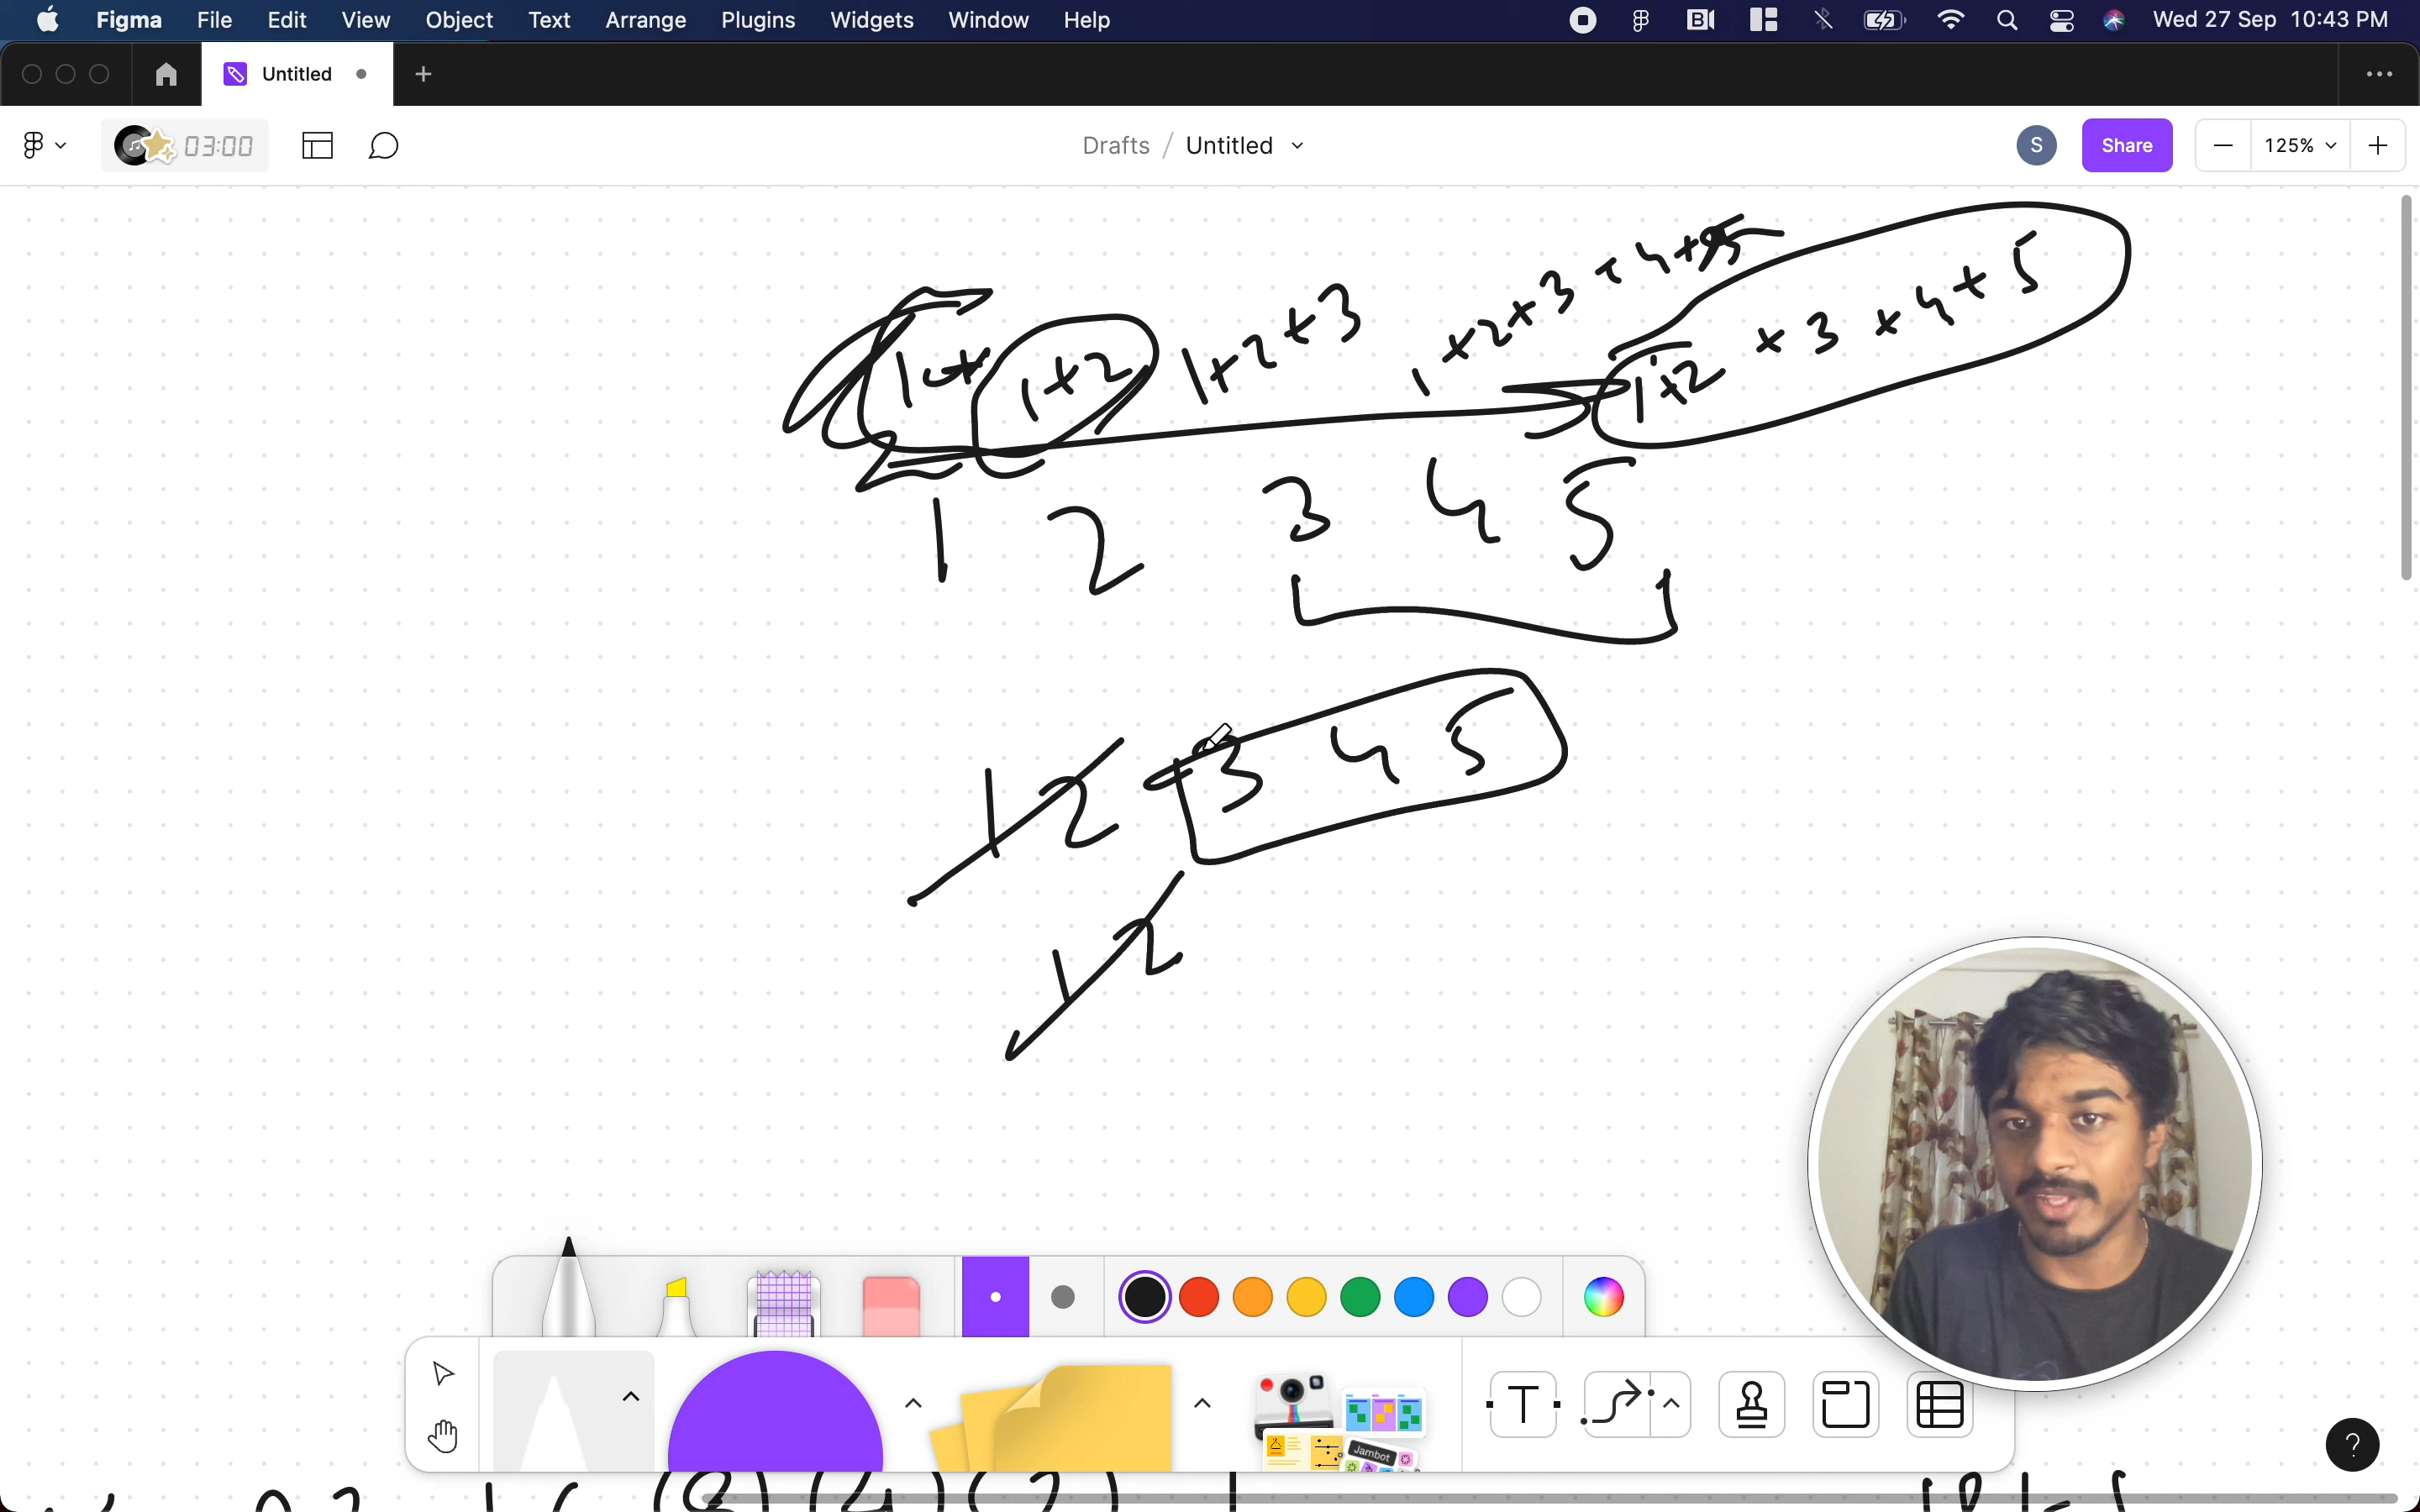 Figma File Edit View Object Text Arrange Plugins Widgets Window Help Wed 27 Sep 10:43 PM
Untitled
03:00 Drafts / Untitled S Share 125%
1 1+2 1+2+3 1+2+3+4 1+2+3+4+5
1 2 3 4 5
1 2 3 4 5
1 2
T Jambot
?